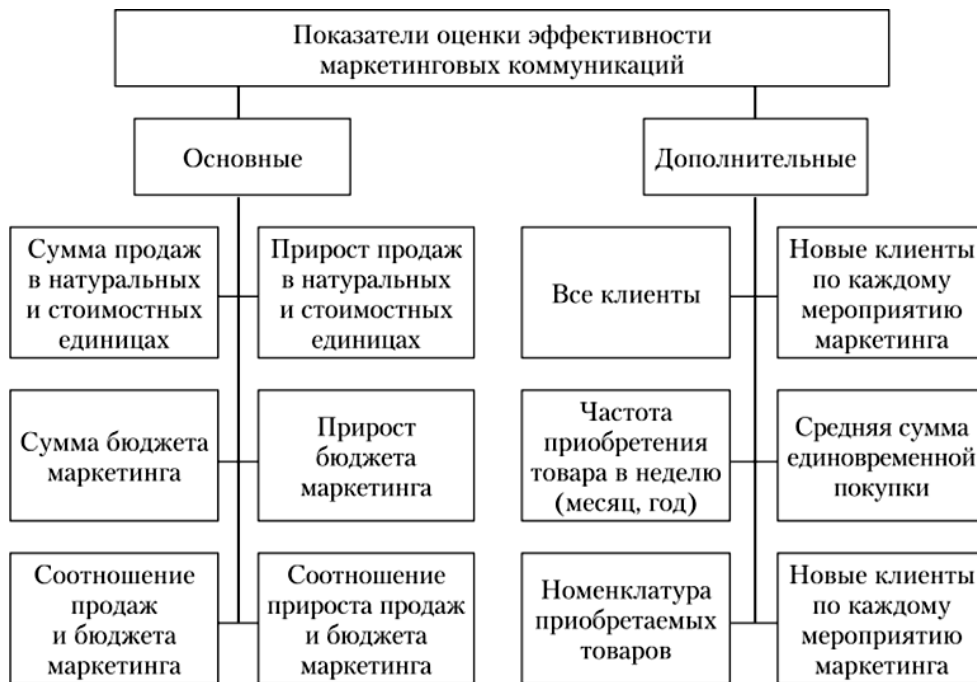 Показатели оценки эффективности
маркетинговых коммуникаций
Основные
Дополнительные
Сумма продаж
в натуральных
и стоимостных
единицах
Прирост продаж
в натуральных
и стоимостных
единицах
Все клиенты
Новые клиенты
по каждому
мероприятию
маркетинга
Сумма бюджета
маркетинга
Прирост
бюджета
маркетинга
Частота
приобретения
товара в неделю
(месяц, год)
Средняя сумма
единовременной
покупки
Соотношение
продаж
и бюджета
маркетинга
Соотношение
прироста продаж
и бюджета
маркетинга
Номенклатура
приобретаемых
товаров
Новые клиенты
по каждому
мероприятию
маркетинга